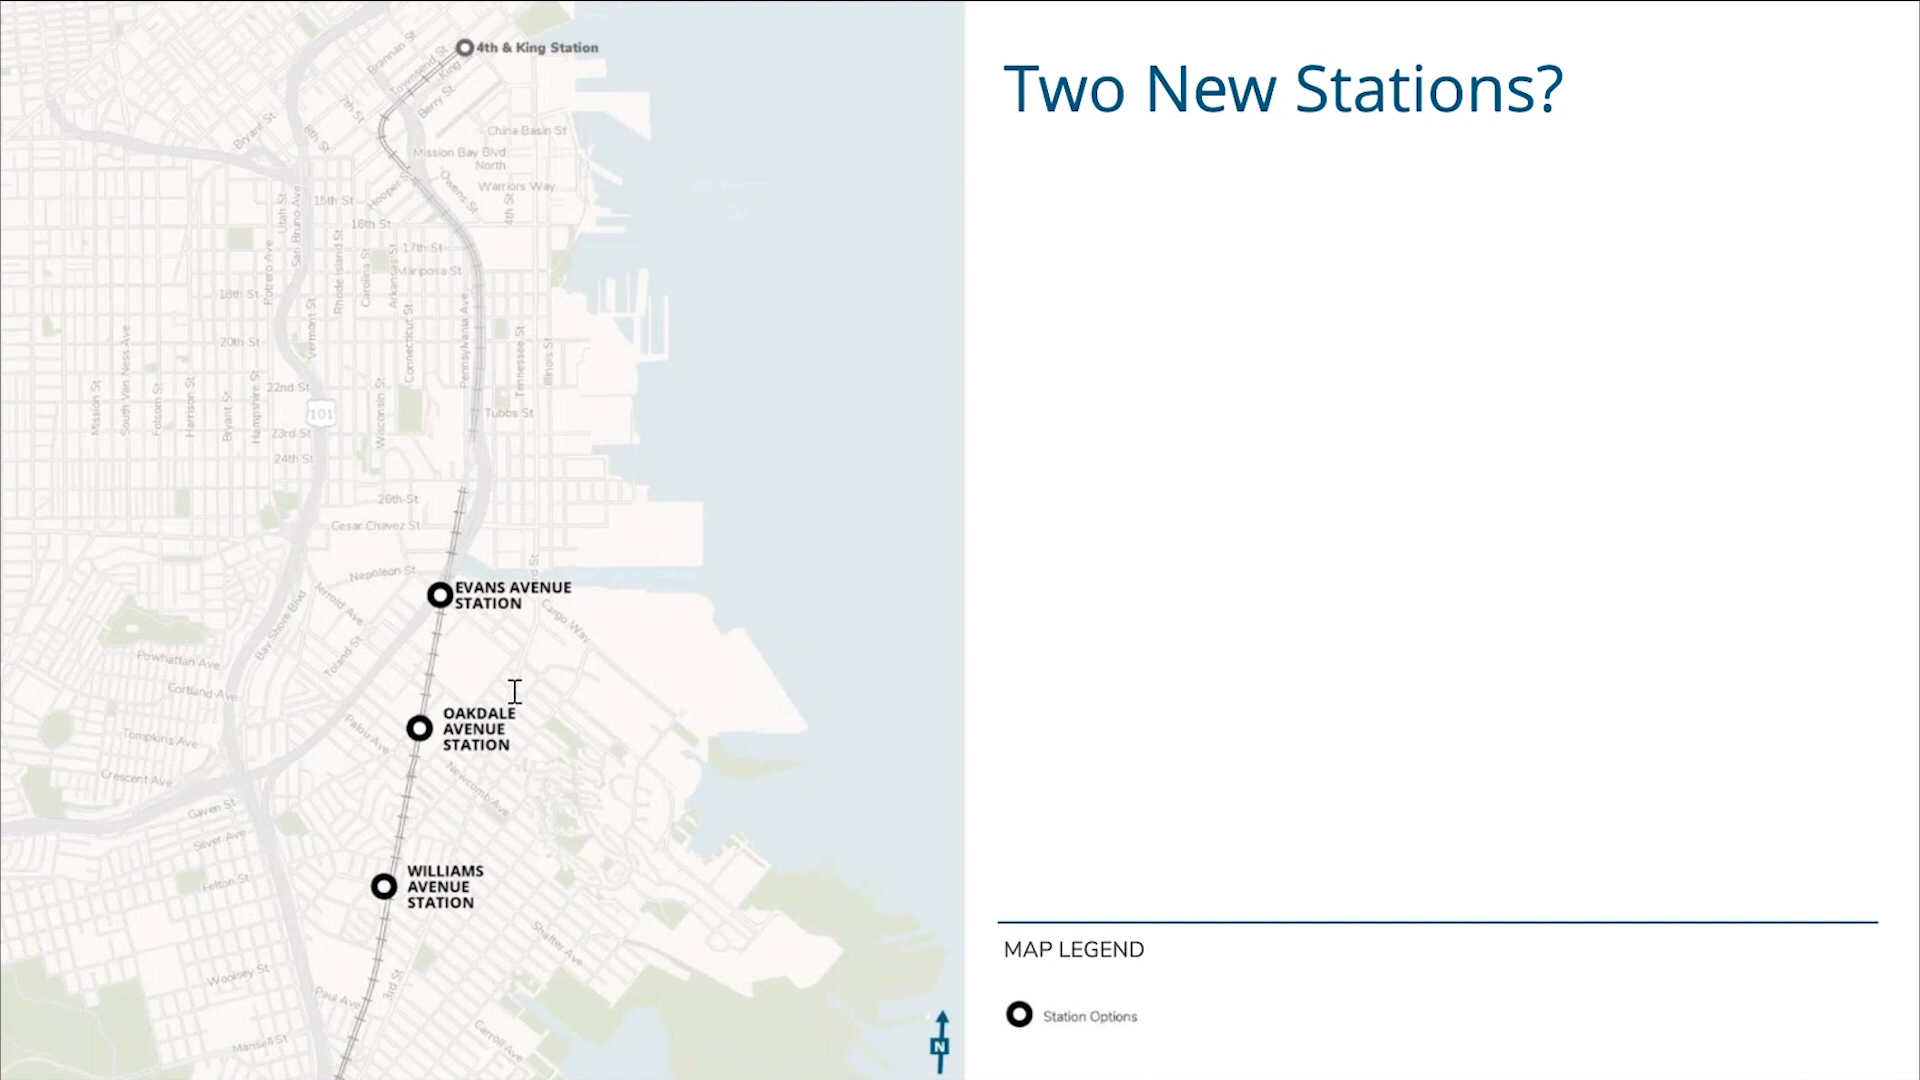 4th & King Station
Two New Stations?
Brannan St
Townsend St
King St
Berry St
7th St
Bryant St
8th St
China Basin St
Mission Bay Blvd
North
Warriors Way
Owens St
Hooper St
4th St
15th St
16th St
17th St
Mariposa St
Utah St
San Bruno Ave
Potrero Ave
Rhode Island St
Carolina St
Arkansas St
18th St
Vermont St
Connecticut St
Pennsylvania Ave
Tennessee St
Illinois St
20th St
22nd St
Mission St
South Van Ness Ave
Folsom St
Harrison St
Bryant St
Hampshire St
101
Wisconsin St
Tubbs St
23rd St
24th St
26th St
Cesar Chavez St
Napoleon St
EVANS AVENUE
STATION
Jerrold Ave
Cargo Way
Bay Shore Blvd
Toland St
Powhattan Ave
Cortland Ave
OAKDALE
AVENUE
STATION
Palou Ave
Tompkins Ave
Crescent Ave
Newcomb Ave
Gaven St
Silver Ave
Felton St
WILLIAMS
AVENUE
STATION
Shafter Ave
Woolsey St
Paul Ave
3rd St
Mansell St
Carroll Ave
N
MAP LEGEND
Station Options